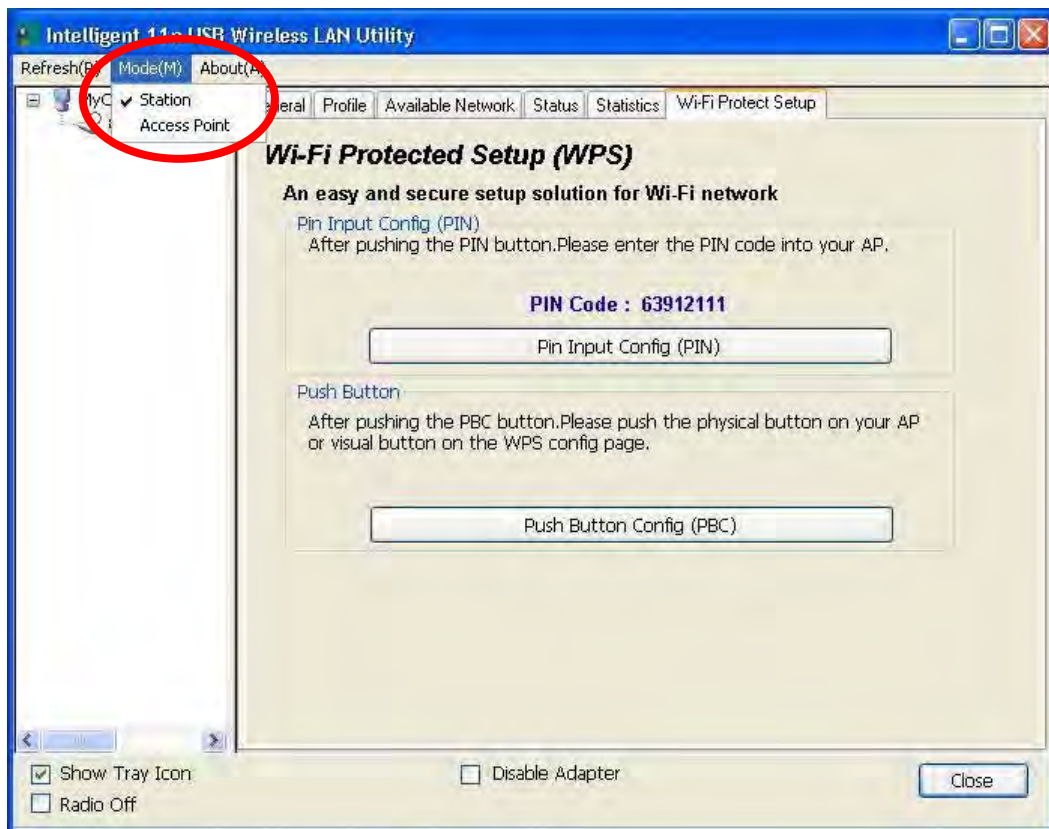 Intelligent 11n USB Wireless LAN Utility
Refresh(R) Mode(M) About(A)
MyC
Station
Access Point
eral Profile Available Network Status Statistics Wi-Fi Protect Setup
Wi-Fi Protected Setup (WPS)
An easy and secure setup solution for Wi-Fi network
Pin Input Config (PIN)
After pushing the PIN button.Please enter the PIN code into your AP.
PIN Code : 63912111
Pin Input Config (PIN)
Push Button
After pushing the PBC button.Please push the physical button on your AP
or visual button on the WPS config page.
Push Button Config (PBC)
Show Tray Icon
Disable Adapter
Close
Radio Off